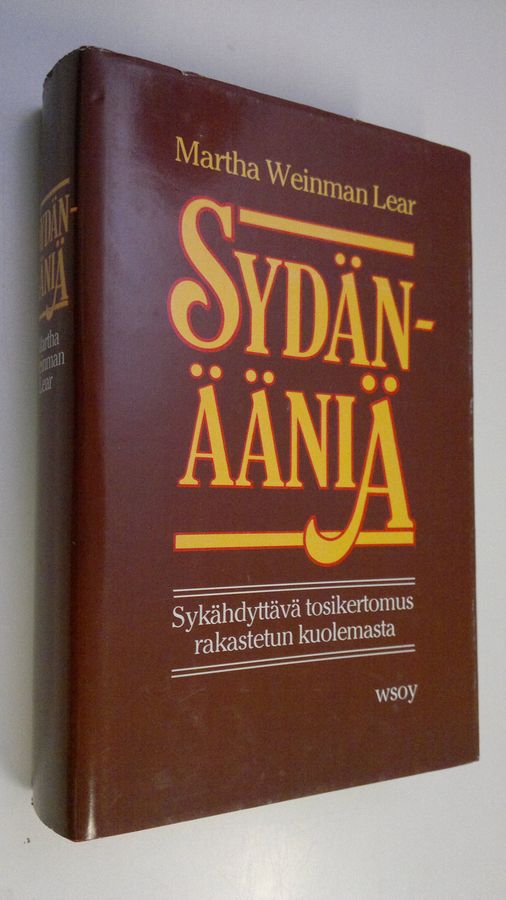 Martha Weinman Lear
SYDÄN-
ÄÄNIÄ
Sykähdyttävä tosikertomus
rakastetun kuolemasta
wsoy
SYDÄN-
ÄÄNIÄ
Martha
Weinman
Lear